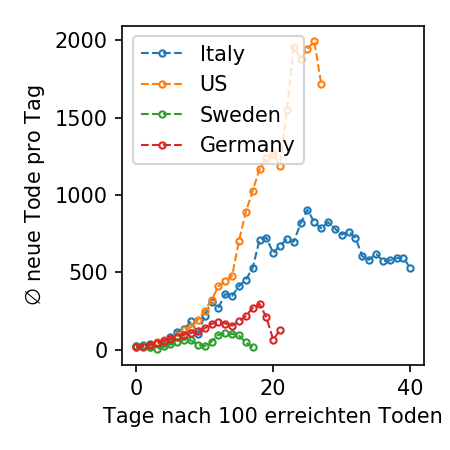 ∅ neue Tode pro Tag
2000
1500
1000
500
0
Italy
US
Sweden
Germany
0 20 40
Tage nach 100 erreichten Toden